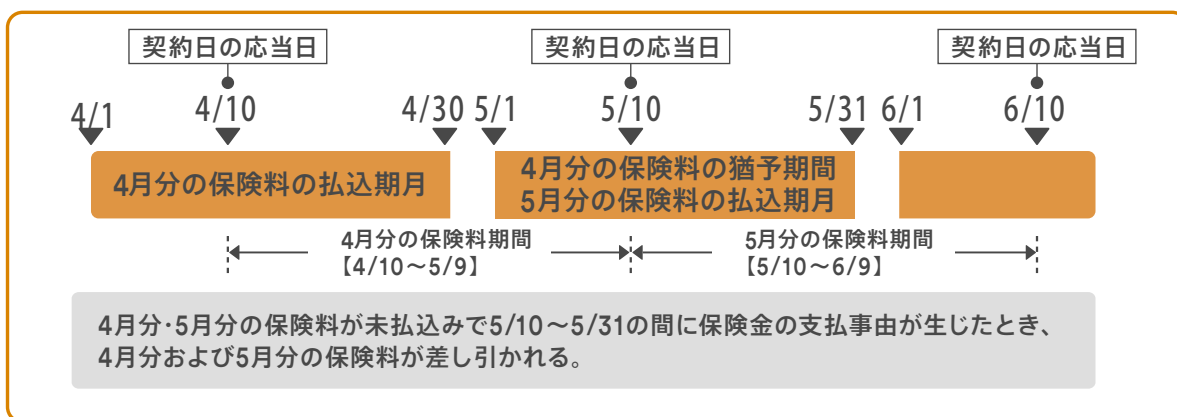 契約日の応当日 契約日の応当日 契約日の応当日
4/1 4/10 4/30 5/1 5/10 5/31 6/1 6/10
4月分の保険料の払込期月
4月分の保険料の猶予期間
5月分の保険料の払込期月
4月分の保険料期間
【4/10～5/9】
5月分の保険料期間
【5/10～6/9】
4月分・5月分の保険料が未払込みで5/10～5/31の間に保険金の支払事由が生じたとき、
4月分および5月分の保険料が差し引かれる。